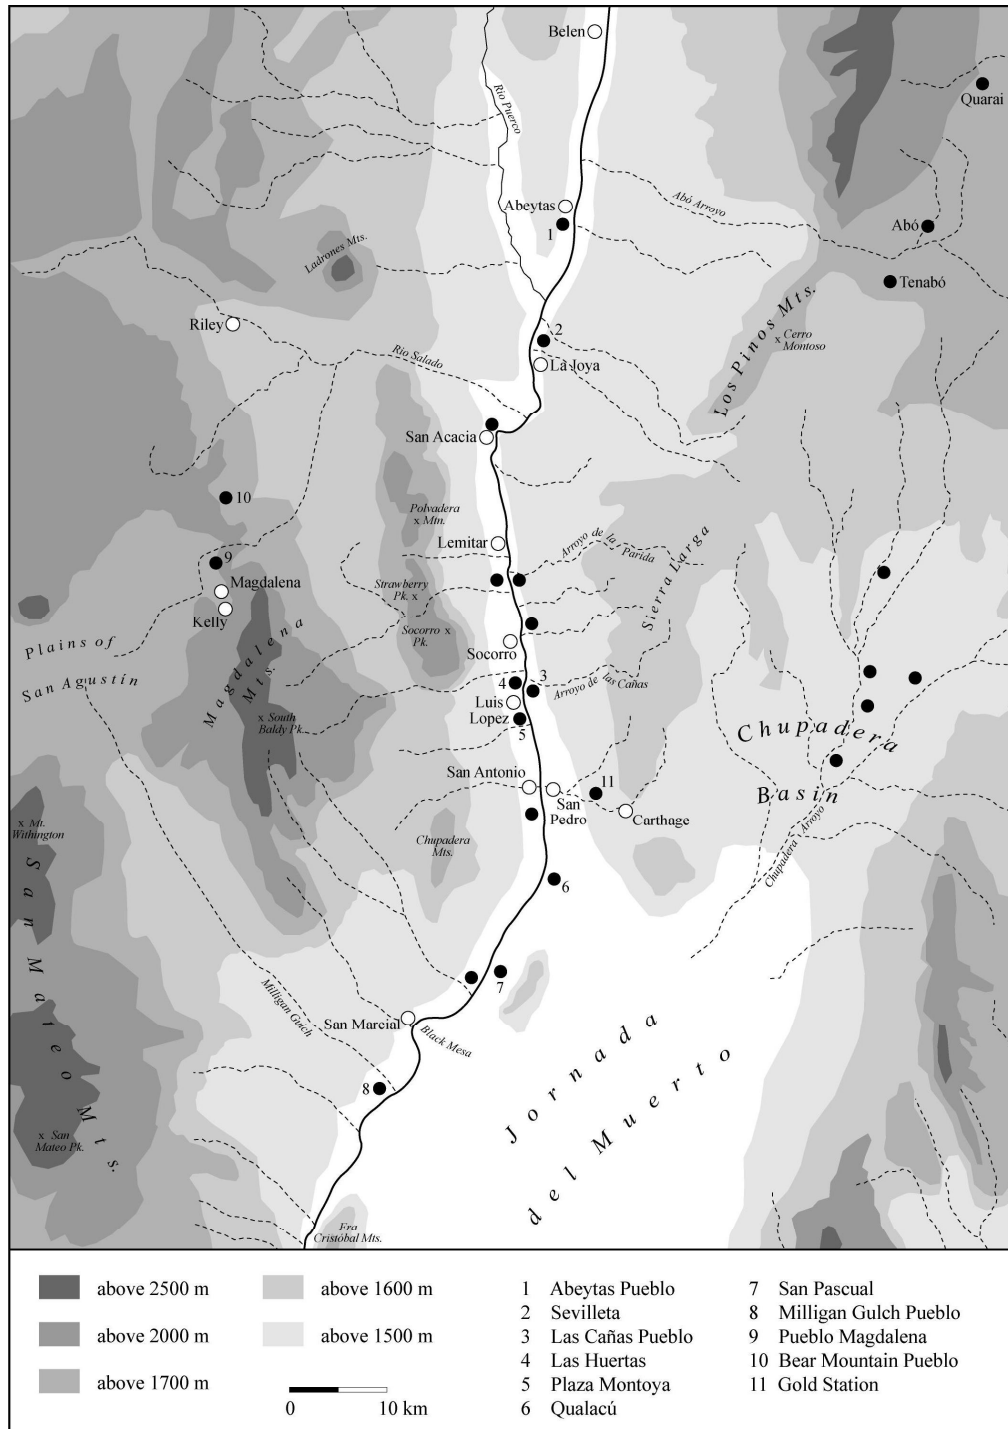 Belen
Rio Puerco
Quarai
Abeytas
Abó Arroyo
1
Abó
Ladrones Mts.
Tenabó
Riley
2
Cerro
x Montoso
Los Pinos Mts.
Rio Salado
La Joya
San Acacia
10
Polvadera
x Mtn.
Lemitar
Arroyo de la Parida
Sierra Larga
9
Magdalena
Strawberry
Pk. x
Kelly
Socorro x
Pk.
Socorro
Plains of
San Agustín
Magdalena
Mts.
4
3
Arroyo de las Cañas
Luis
Lopez
5
x South
Baldy Pk.
Chupadera
Basin
San Antonio
San
Pedro
11
Carthage
Chupadera Arroyo
x Mt.
Withington
Chupadera
Mts.
San Mateo Mts.
6
7
Milligan Gulch
San Marcial
Black Mesa
8
Jornada
del Muerto
x San
Mateo Pk.
Fra
Cristóbal Mts.
above 2500 m
above 2000 m
above 1700 m
above 1600 m
above 1500 m
0 10 km
1 Abeytas Pueblo
2 Sevilleta
3 Las Cañas Pueblo
4 Las Huertas
5 Plaza Montoya
6 Qualacú
7 San Pascual
8 Milligan Gulch Pueblo
9 Pueblo Magdalena
10 Bear Mountain Pueblo
11 Gold Station